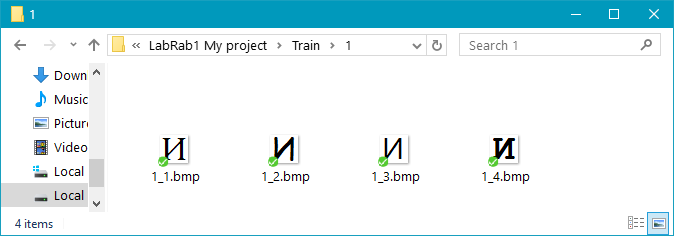 1
« LabRab1 My project > Train > 1
Search 1
Down
Music
Picture
Video
Local
Local
И И И И
1_1.bmp 1_2.bmp 1_3.bmp 1_4.bmp
4 items